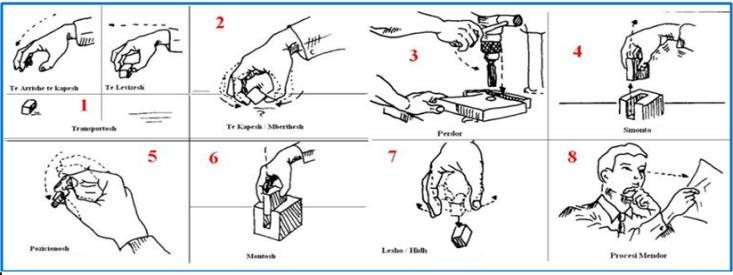 1
Te Arrishe te kapesh
Te Levizesh
Transportosh
2
Te Kapesh / Mberthesh
3
Perdor
4
Smonto
5
Pozicionosh
6
Montosh
7
Lesho / Hidh
8
Procesi Mendor